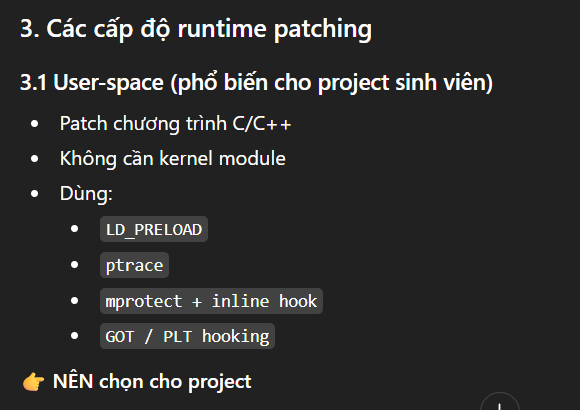 3. Các cấp độ runtime patching
3.1 User-space (phổ biến cho project sinh viên)
Patch chương trình C/C++
Không cần kernel module
Dùng:
LD_PRELOAD
ptrace
mprotect + inline hook
GOT / PLT hooking
👉 NÊN chọn cho project